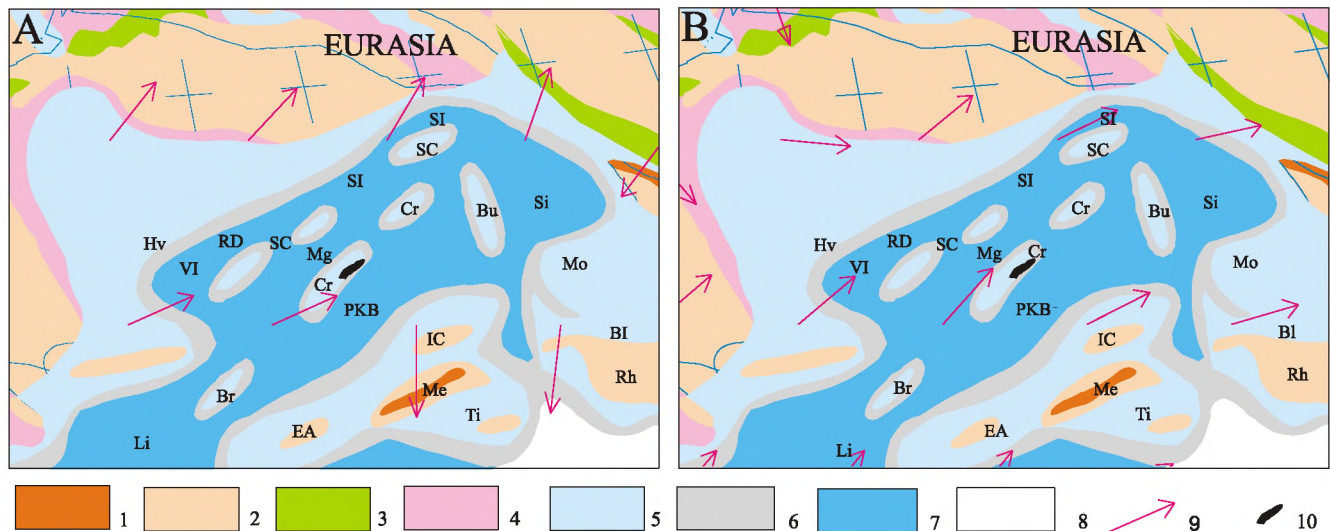 A
EURASIA
SI
SC
SI
Cr
Bu
Si
Hv
RD
SC
Mg
VI
Cr
Mo
PKB
IC
Bl
Me
Rh
Br
EA
Ti
Li
B
EURASIA
SI
SC
SI
Cr
Bu
Si
Hv
RD
SC
Mg
Cr
VI
Mo
PKB-
IC
Bl
Me
Rh
Br
EA
Ti
Li
1 2 3 4 5 6 7 8 9 10